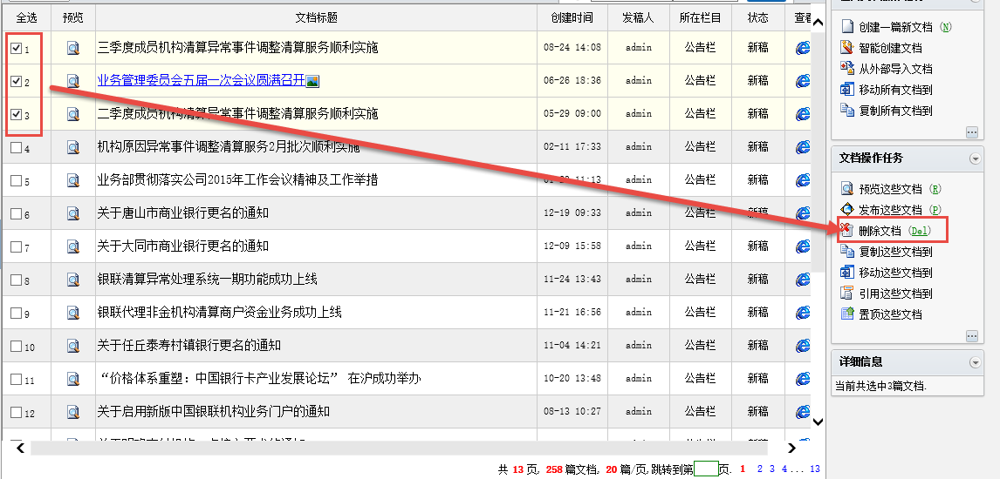 全选 预览 文档标题 创建时间 发稿人 所在栏目 状态 查看
1 三季度成员机构清算异常事件调整清算服务顺利实施 08-24 14:08 admin 公告栏 新稿
2 业务管理委员会五届一次会议圆满召开 06-26 18:36 admin 公告栏 新稿
3 二季度成员机构清算异常事件调整清算服务顺利实施 05-29 09:00 admin 公告栏 新稿
4 机构原因异常事件调整清算服务2月批次顺利实施 02-11 17:33 admin 公告栏 新稿
5 业务部贯彻落实公司2015年工作会议精神及工作举措 11:13 admin 公告栏 新稿
6 关于唐山市商业银行更名的通知 12-19 09:33 admin 公告栏 新稿
7 关于大同市商业银行更名的通知 12-09 15:58 admin 公告栏 新稿
8 银联清算异常处理系统一期功能成功上线 11-24 13:43 admin 公告栏 新稿
9 银联代理非金机构清算商户资金业务成功上线 11-21 16:56 admin 公告栏 新稿
10 关于任丘泰寿村镇银行更名的通知 11-04 14:21 admin 公告栏 新稿
11 “价格体系重塑：中国银行卡产业发展论坛” 在沪成功举办 10-20 13:48 admin 公告栏 新稿
12 关于启用新版中国银联机构业务门户的通知 08-13 10:27 admin 公告栏 新稿
共 13 页, 258 篇文档, 20 篇/页,跳转到第 页. 1 2 3 4 ... 13
创建一篇新文档 (N)
智能创建文档
从外部导入文档
移动所有文档到
复制所有文档到
文档操作任务
预览这些文档 (R)
发布这些文档 (P)
删除文档 (Del)
复制这些文档到
移动这些文档到
引用这些文档到
置顶这些文档
详细信息
当前共选中3篇文档.